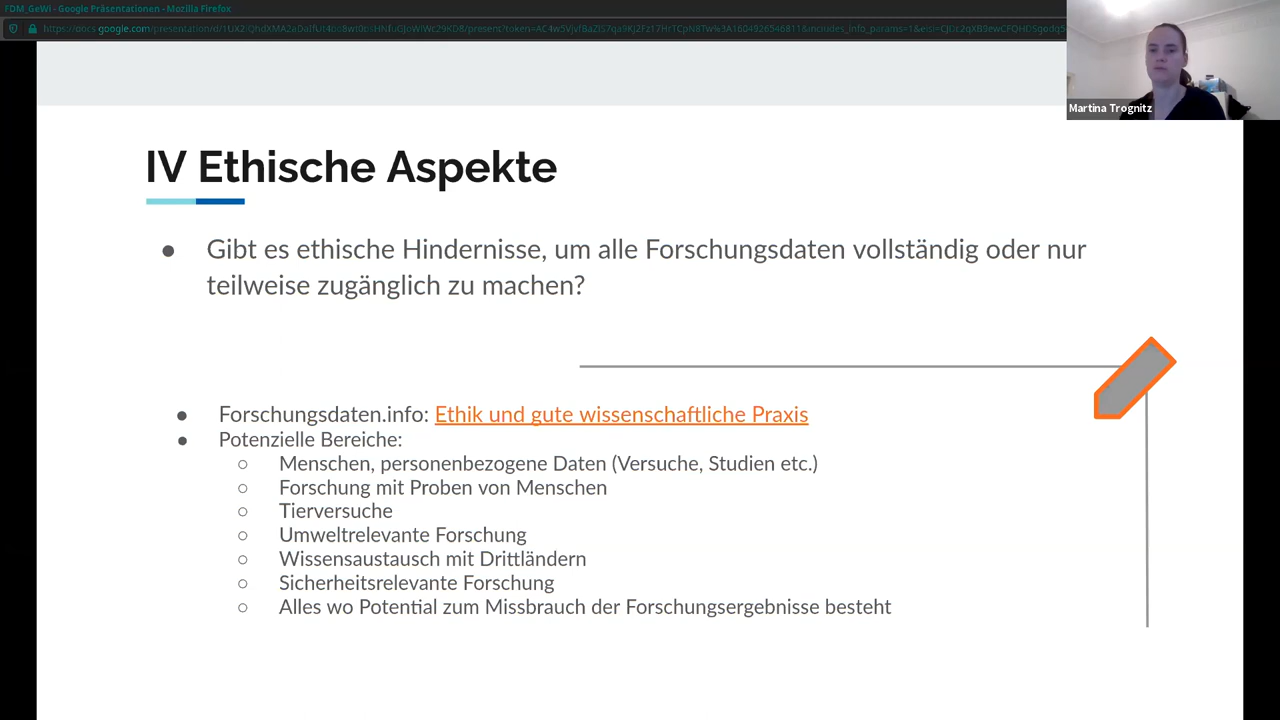 FDM_GeWi - Google Präsentationen - Mozilla Firefox
Martina Trognitz
IV Ethische Aspekte
● Gibt es ethische Hindernisse, um alle Forschungsdaten vollständig oder nur
teilweise zugänglich zu machen?
● Forschungsdaten.info: Ethik und gute wissenschaftliche Praxis
● Potenzielle Bereiche:
○ Menschen, personenbezogene Daten (Versuche, Studien etc.)
○ Forschung mit Proben von Menschen
○ Tierversuche
○ Umweltrelevante Forschung
○ Wissensaustausch mit Drittländern
○ Sicherheitsrelevante Forschung
○ Alles wo Potential zum Missbrauch der Forschungsergebnisse besteht